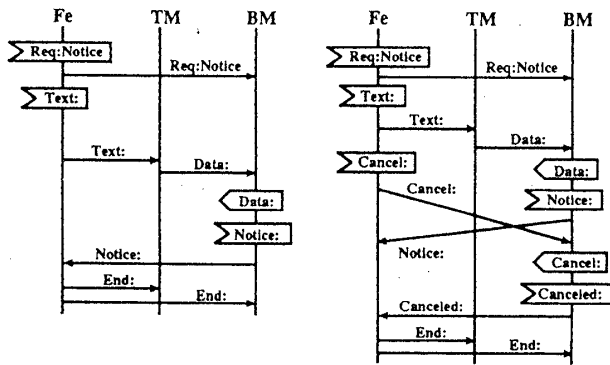 Fe TM BM
Req:Notice
Req:Notice
Text:
Text:
Data:
Data:
Notice:
Notice:
End:
End:
Fe TM BM
Req:Notice
Req:Notice
Text:
Text:
Data:
Cancel:
Data:
Cancel:
Notice:
Notice:
Cancel:
Canceled:
Canceled:
End:
End: